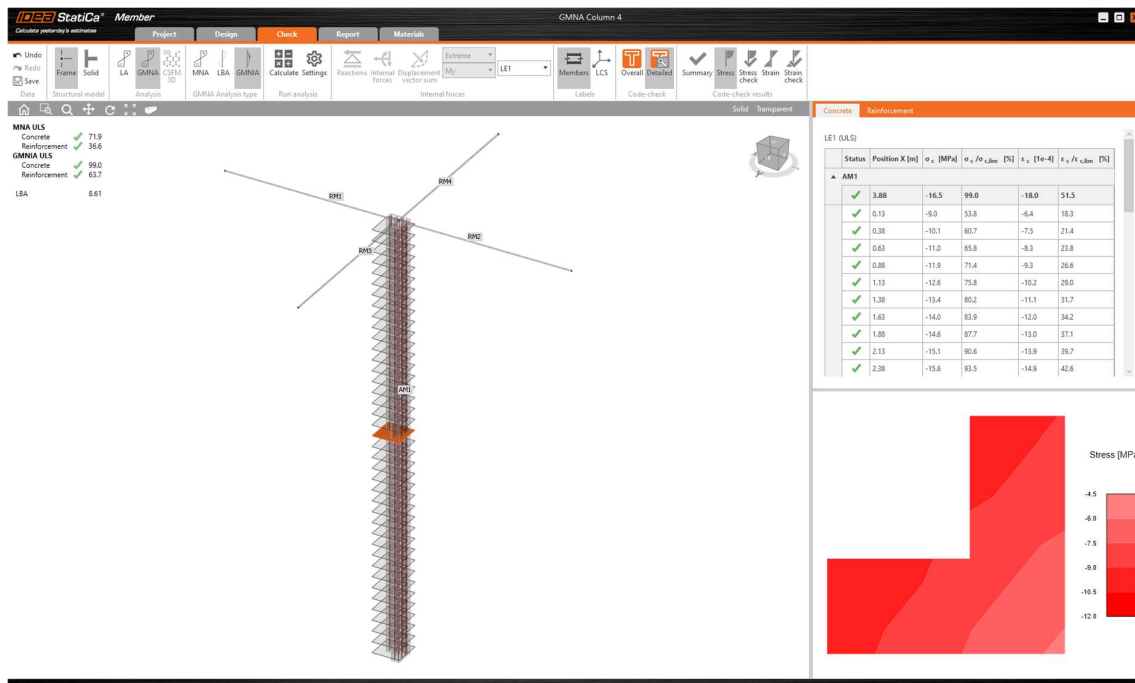 IDEA StatiCa Member
GMNA Column 4
Calculate yesterday's estimates
Project Design Check Report Materials
Undo
Redo
Save
Frame Solid
LA GMNA CSFM 3D
MNA LBA GMNIA
Calculate Settings
Reactions Internal forces Displacement vector sum
Extreme
My
LE1
Members LCS
Overall Detailed
Summary Stress Stress check Strain Strain check
Data Structural model Analysis GMNA Analysis type Run analysis Internal forces Labels Code-check Code-check results
Solid Transparent
MNA ULS
Concrete 71.9
Reinforcement 36.6
GMNIA ULS
Concrete 99.0
Reinforcement 63.7
LBA 8.61
RM4
RM1
RM2
RM3
AM1
Concrete Reinforcement
LE1 (ULS)
Status Position X [m] σ c [MPa] σ c /σ c,lim [%] ε c [1e-4] ε c /ε c,lim [%]
AM1
3.88 -16.5 99.0 -18.0 51.5
0.13 -9.0 53.8 -6.4 18.3
0.38 -10.1 60.7 -7.5 21.4
0.63 -11.0 65.8 -8.3 23.8
0.88 -11.9 71.4 -9.3 26.6
1.13 -12.6 75.8 -10.2 29.0
1.38 -13.4 80.2 -11.1 31.7
1.63 -14.0 83.9 -12.0 34.2
1.88 -14.6 87.7 -13.0 37.1
2.13 -15.1 90.6 -13.9 39.7
2.38 -15.6 93.5 -14.9 42.6
Stress [MPa
-4.5
-6.0
-7.5
-9.0
-10.5
-12.0